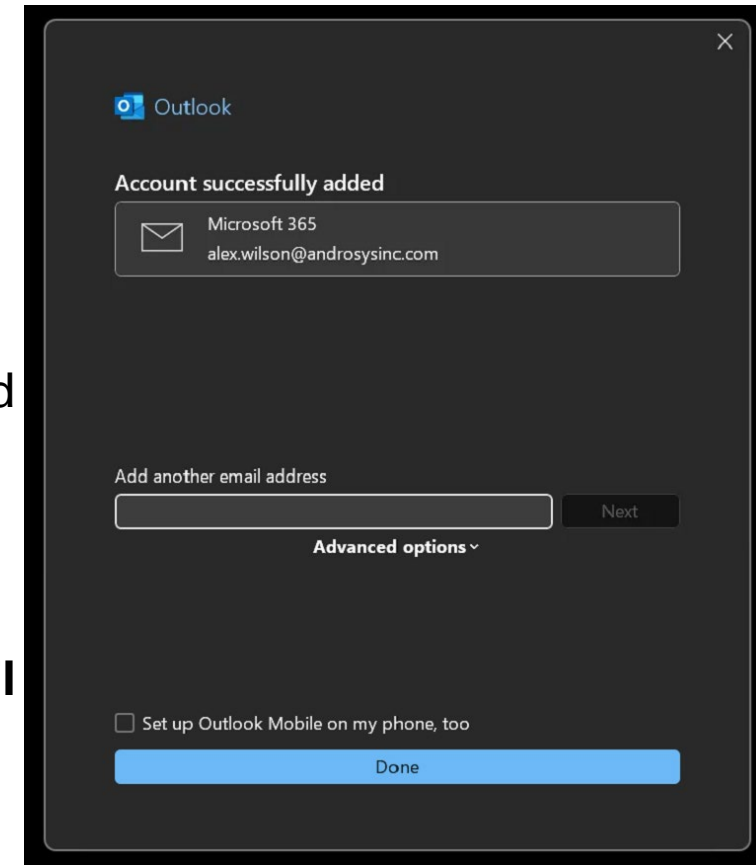 Outlook
Account successfully added
Microsoft 365
alex.wilson@androsysinc.com
d
Add another email address
Next
Advanced options
l
Set up Outlook Mobile on my phone, too
Done